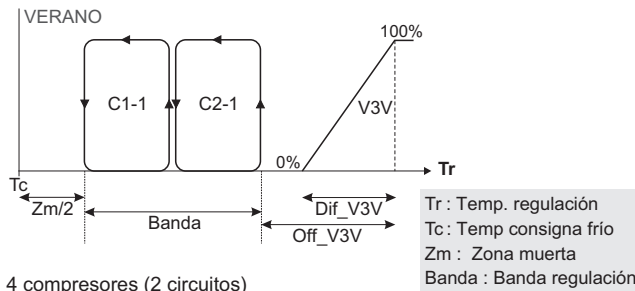 VERANO
100%
C1-1
C2-1
V3V
0%
Tr
Tc
Zm/2
Banda
Dif_V3V
Off_V3V
Tr : Temp. regulación
Tc : Temp consigna frío
Zm : Zona muerta
Banda : Banda regulación
4 compresores (2 circuitos)